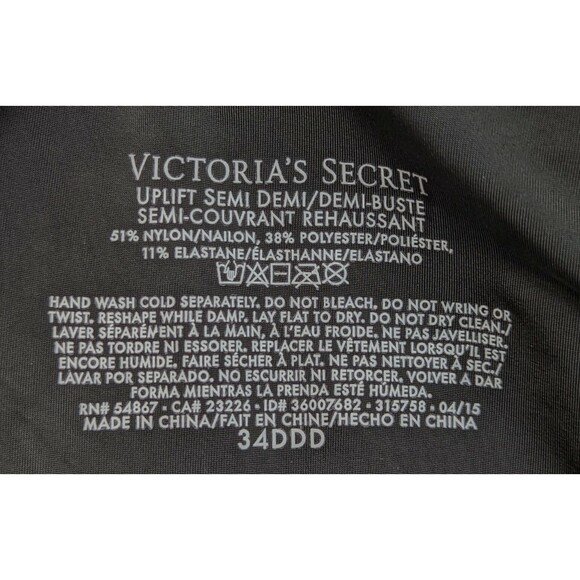 VICTORIA'S SECRET
UPLIFT SEMI DEMI/DEMI-BUSTE
SEMI-COUVRANT REHAUSSANT
51% NYLON/NAILON, 38% POLYESTER/POLIÉSTER,
11% ELASTANE/ÉLASTHANNE/ELASTANO
HAND WASH COLD SEPARATELY. DO NOT BLEACH. DO NOT WRING OR
TWIST. RESHAPE WHILE DAMP. LAY FLAT TO DRY. DO NOT DRY CLEAN./
LAVER SÉPARÉMENT À LA MAIN, À L'EAU FROIDE. NE PAS JAVELLISER.
NE PAS TORDRE NI ESSORER. REPLACER LE VÊTEMENT LORSQU'IL EST
ENCORE HUMIDE. FAIRE SÉCHER À PLAT. NE PAS NETTOYER À SEC./
LAVAR POR SEPARADO. NO ESCURRIR NI RETORCER. VOLVER A DAR
FORMA MIENTRAS LA PRENDA ESTÉ HÚMEDA.
RN# 54867 • CA# 23226 • ID# 36007682 • 315758 • 04/15
MADE IN CHINA/FAIT EN CHINE/HECHO EN CHINA
34DDD